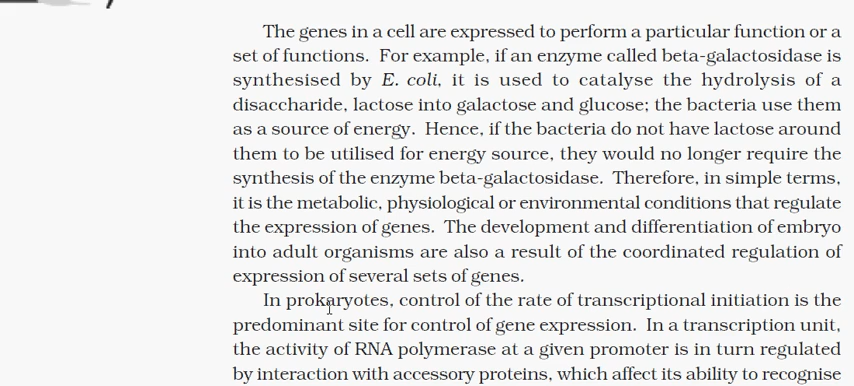 The genes in a cell are expressed to perform a particular function or a
set of functions. For example, if an enzyme called beta-galactosidase is
synthesised by E. coli, it is used to catalyse the hydrolysis of a
disaccharide, lactose into galactose and glucose; the bacteria use them
as a source of energy. Hence, if the bacteria do not have lactose around
them to be utilised for energy source, they would no longer require the
synthesis of the enzyme beta-galactosidase. Therefore, in simple terms,
it is the metabolic, physiological or environmental conditions that regulate
the expression of genes. The development and differentiation of embryo
into adult organisms are also a result of the coordinated regulation of
expression of several sets of genes.
In prokaryotes, control of the rate of transcriptional initiation is the
predominant site for control of gene expression. In a transcription unit,
the activity of RNA polymerase at a given promoter is in turn regulated
by interaction with accessory proteins, which affect its ability to recognise